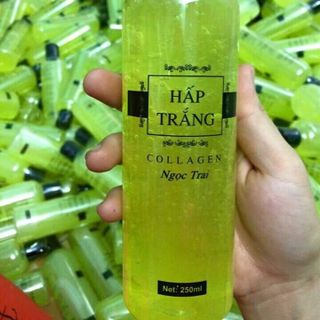 HẤP
TRẮNG
COLLAGEN
Ngọc Trai
Net: 250ml